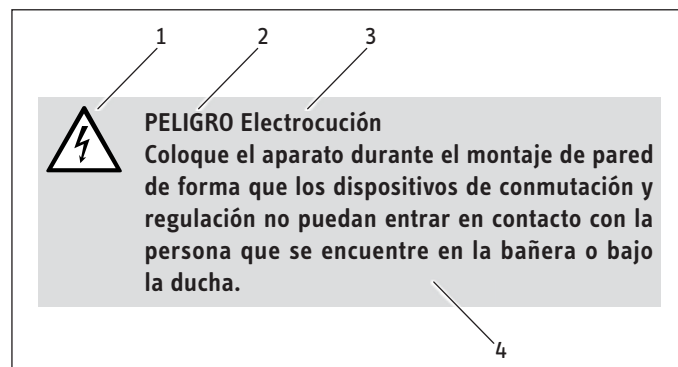 1 2 3
PELIGRO Electrocución
Coloque el aparato durante el montaje de pared
de forma que los dispositivos de conmutación y
regulación no puedan entrar en contacto con la
persona que se encuentre en la bañera o bajo
la ducha.
4